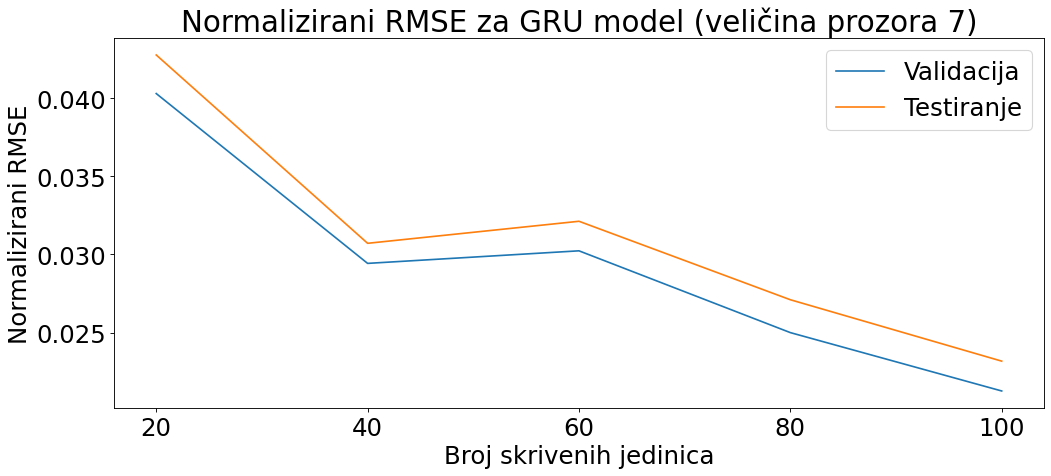 Normalizirani RMSE za GRU model (veličina prozora 7)
Validacija
Testiranje
Normalizirani RMSE
0.040
0.035
0.030
0.025
20 40 60 80 100
Broj skrivenih jedinica